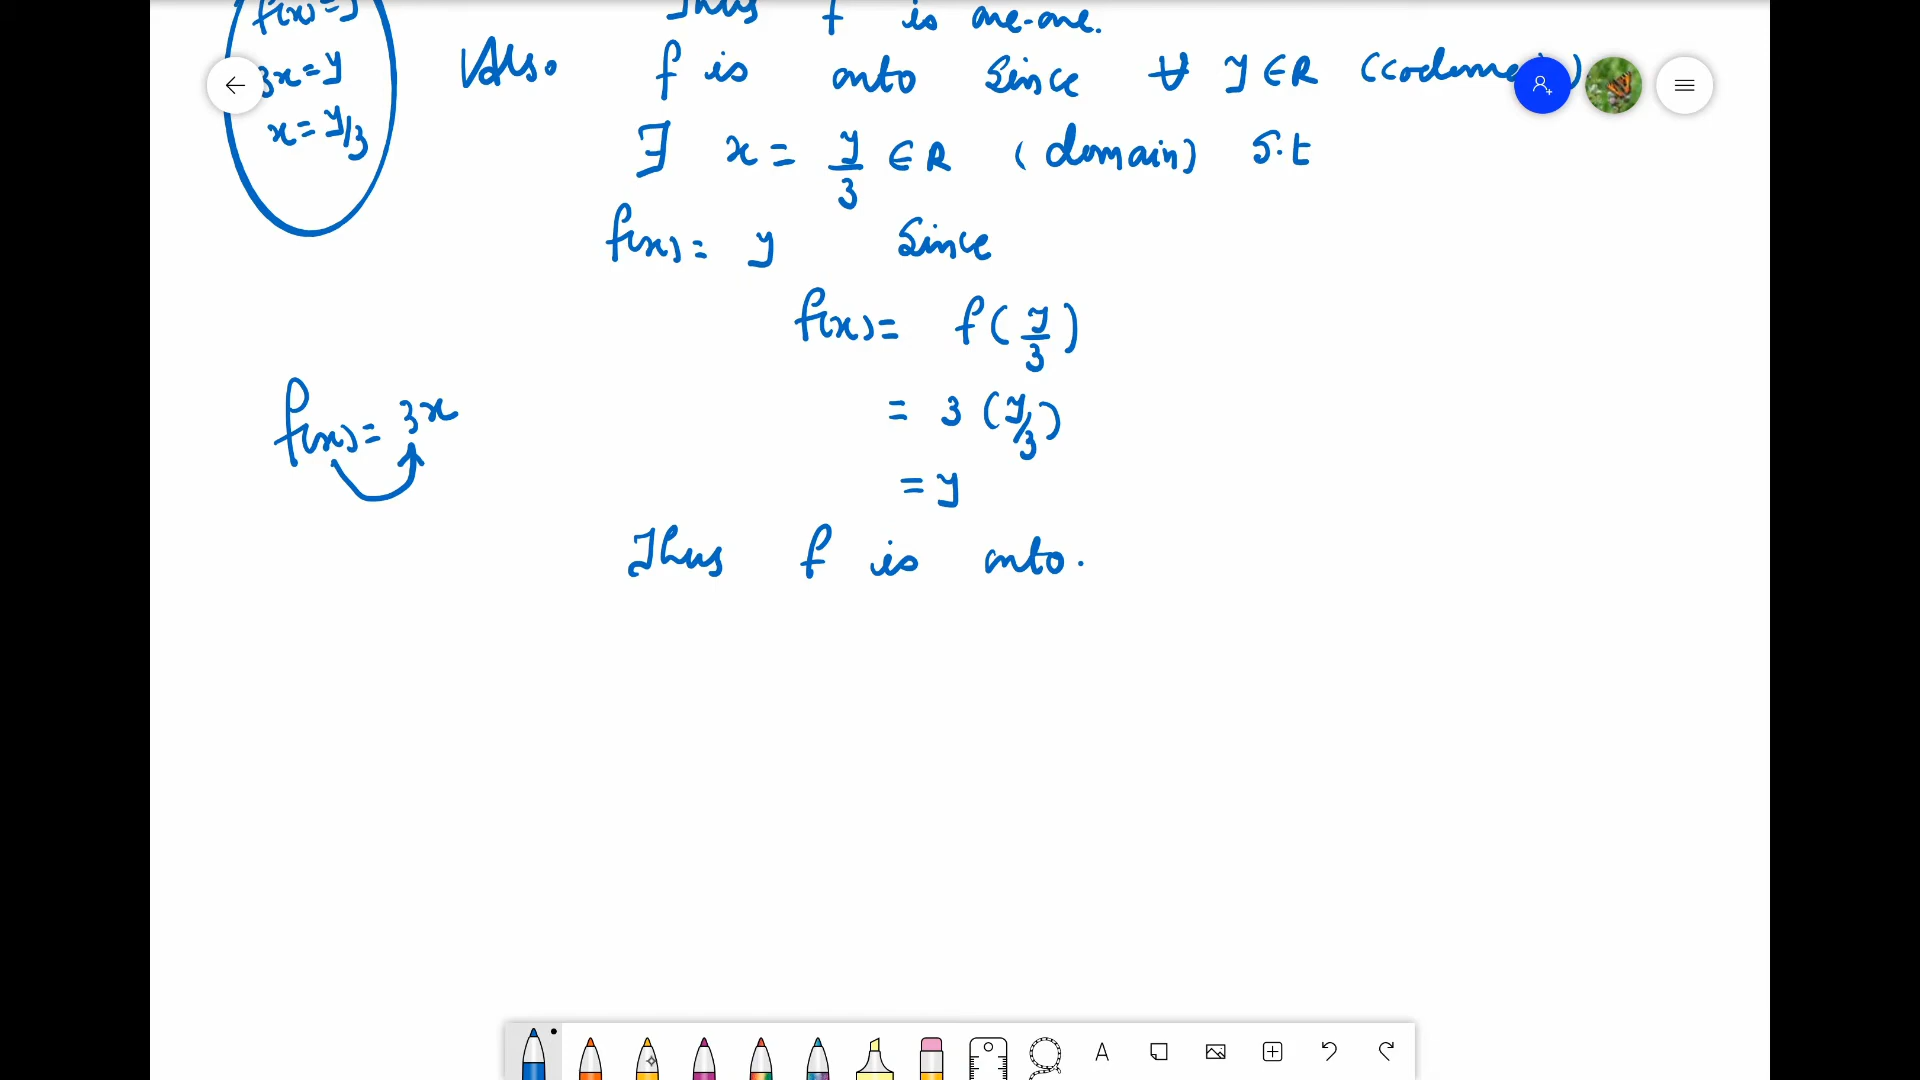 f(x)=y
3x=y
x=y/3
Thus f is one-one.
Also f is onto since ∀ y∈R
∃ x = y/3 ∈R (domain) s.t
f(x)= y Since
f(x)= f(y/3)
f(x)= 3x
= 3(y/3)
= y
Thus f is onto.
A